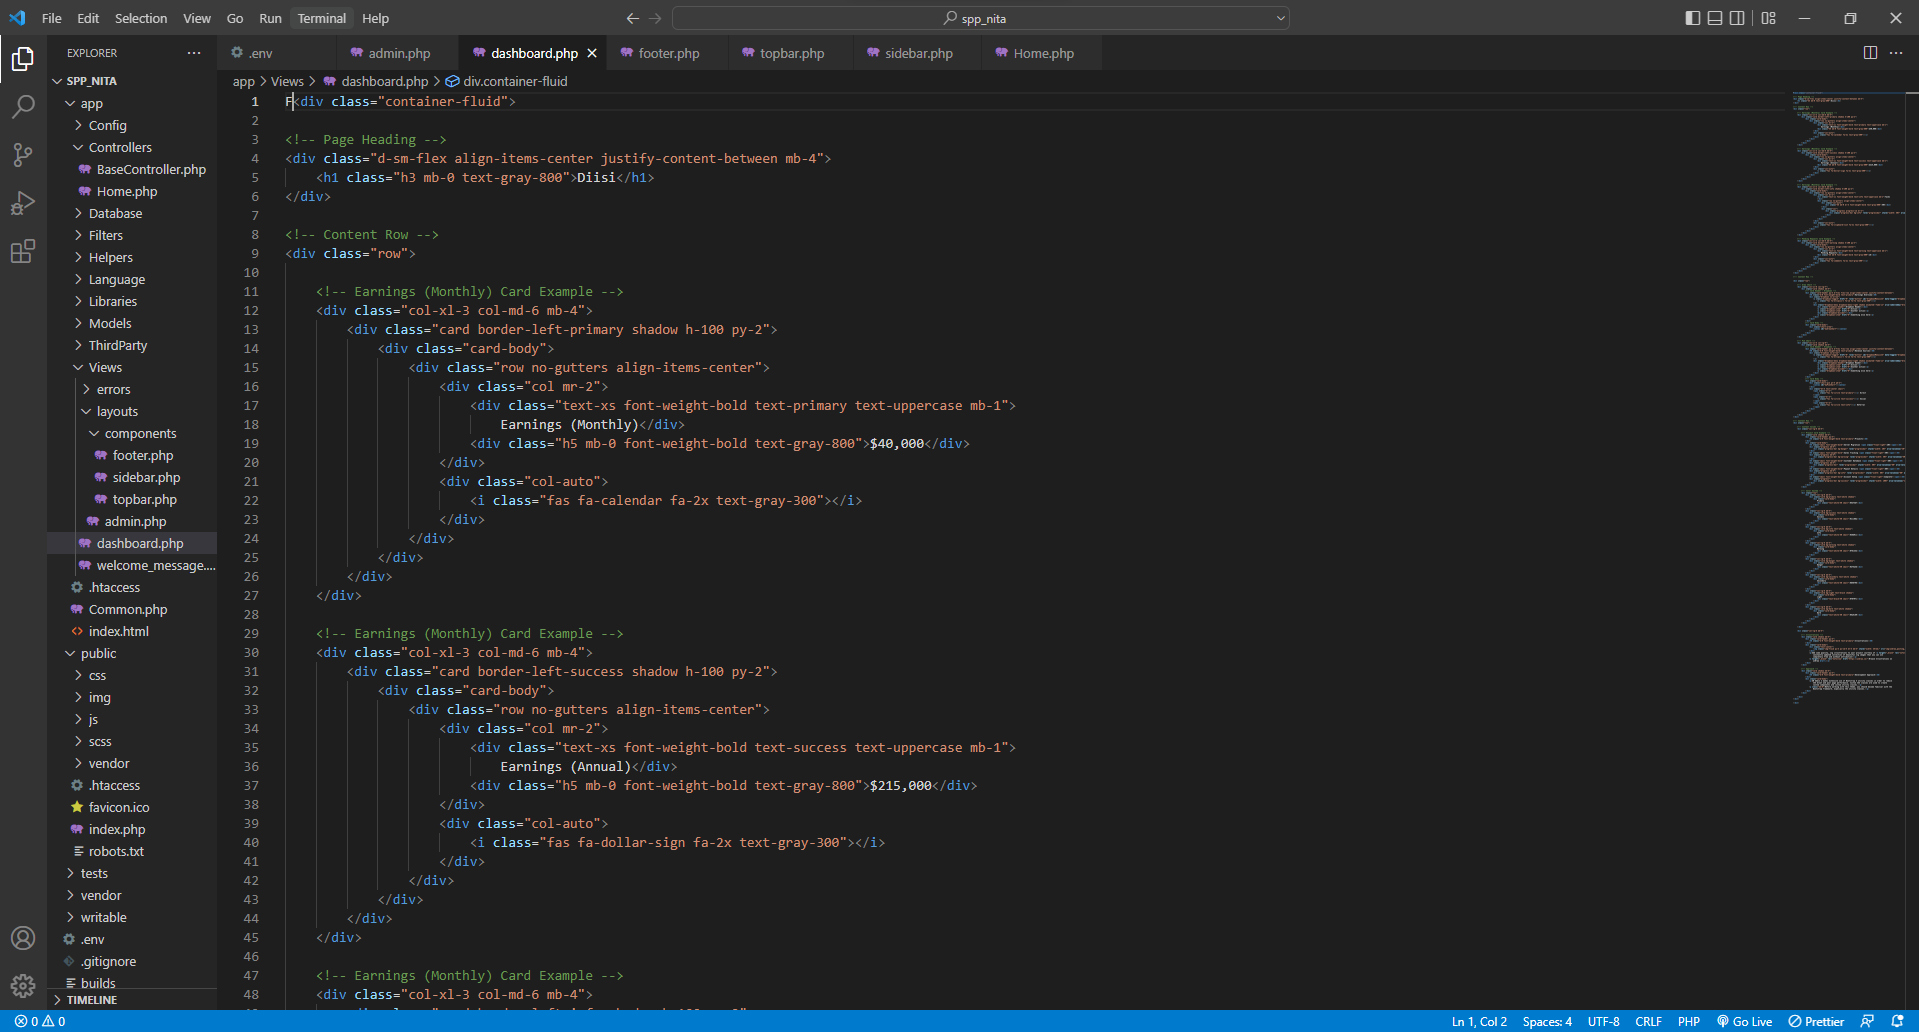 File Edit Selection View Go Run Terminal Help
spp_nita
EXPLORER
SPP_NITA
app
Config
Controllers
BaseController.php
Home.php
Database
Filters
Helpers
Language
Libraries
Models
ThirdParty
Views
errors
layouts
components
footer.php
sidebar.php
topbar.php
admin.php
dashboard.php
welcome_message....
.htaccess
Common.php
index.html
public
css
img
js
scss
vendor
.htaccess
favicon.ico
index.php
robots.txt
tests
vendor
writable
.env
.gitignore
builds
TIMELINE
.env admin.php dashboard.php footer.php topbar.php sidebar.php Home.php
app > Views > dashboard.php > div.container-fluid
1 F<div class="container-fluid">
2
3 <!-- Page Heading -->
4 <div class="d-sm-flex align-items-center justify-content-between mb-4">
5 <h1 class="h3 mb-0 text-gray-800">Diisi</h1>
6 </div>
7
8 <!-- Content Row -->
9 <div class="row">
10
11 <!-- Earnings (Monthly) Card Example -->
12 <div class="col-xl-3 col-md-6 mb-4">
13 <div class="card border-left-primary shadow h-100 py-2">
14 <div class="card-body">
15 <div class="row no-gutters align-items-center">
16 <div class="col mr-2">
17 <div class="text-xs font-weight-bold text-primary text-uppercase mb-1">
18 Earnings (Monthly)</div>
19 <div class="h5 mb-0 font-weight-bold text-gray-800">$40,000</div>
20 </div>
21 <div class="col-auto">
22 <i class="fas fa-calendar fa-2x text-gray-300"></i>
23 </div>
24 </div>
25 </div>
26 </div>
27 </div>
28
29 <!-- Earnings (Monthly) Card Example -->
30 <div class="col-xl-3 col-md-6 mb-4">
31 <div class="card border-left-success shadow h-100 py-2">
32 <div class="card-body">
33 <div class="row no-gutters align-items-center">
34 <div class="col mr-2">
35 <div class="text-xs font-weight-bold text-success text-uppercase mb-1">
36 Earnings (Annual)</div>
37 <div class="h5 mb-0 font-weight-bold text-gray-800">$215,000</div>
38 </div>
39 <div class="col-auto">
40 <i class="fas fa-dollar-sign fa-2x text-gray-300"></i>
41 </div>
42 </div>
43 </div>
44 </div>
45 </div>
46
47 <!-- Earnings (Monthly) Card Example -->
48 <div class="col-xl-3 col-md-6 mb-4">
0 0 Ln 1, Col 2 Spaces: 4 UTF-8 CRLF PHP Go Live Prettier